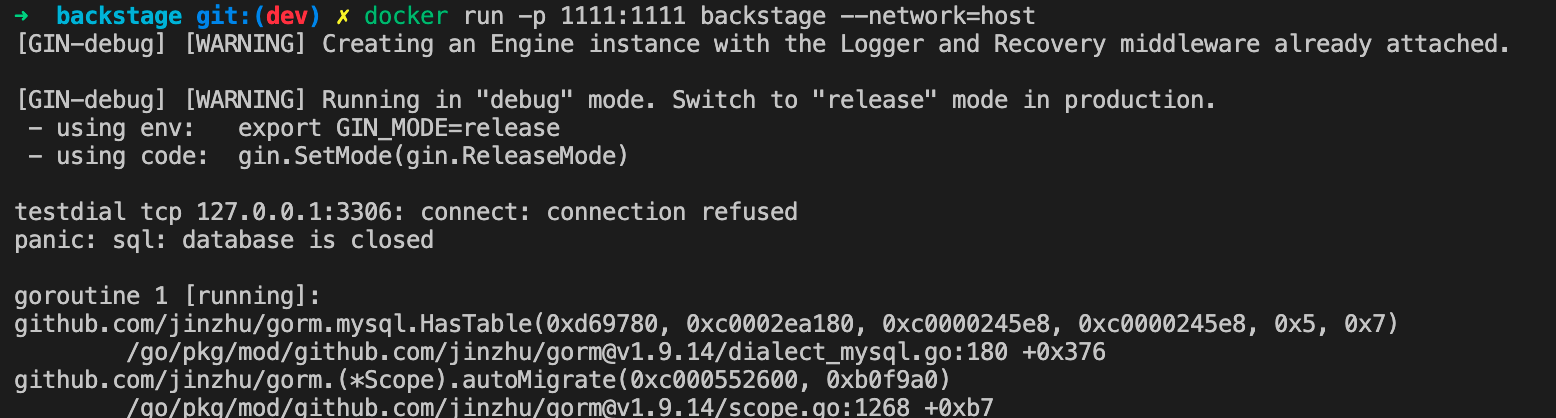 ➜  backstage git:(dev) ✗ docker run -p 1111:1111 backstage --network=host
[GIN-debug] [WARNING] Creating an Engine instance with the Logger and Recovery middleware already attached.
[GIN-debug] [WARNING] Running in "debug" mode. Switch to "release" mode in production.
 - using env:   export GIN_MODE=release
 - using code:  gin.SetMode(gin.ReleaseMode)
testdial tcp 127.0.0.1:3306: connect: connection refused
panic: sql: database is closed
goroutine 1 [running]:
github.com/jinzhu/gorm.mysql.HasTable(0xd69780, 0xc0002ea180, 0xc0000245e8, 0xc0000245e8, 0x5, 0x7)
        /go/pkg/mod/github.com/jinzhu/gorm@v1.9.14/dialect_mysql.go:180 +0x376
github.com/jinzhu/gorm.(*Scope).autoMigrate(0xc000552600, 0xb0f9a0)
        /go/pkg/mod/github.com/jinzhu/gorm@v1.9.14/scope.go:1268 +0xb7